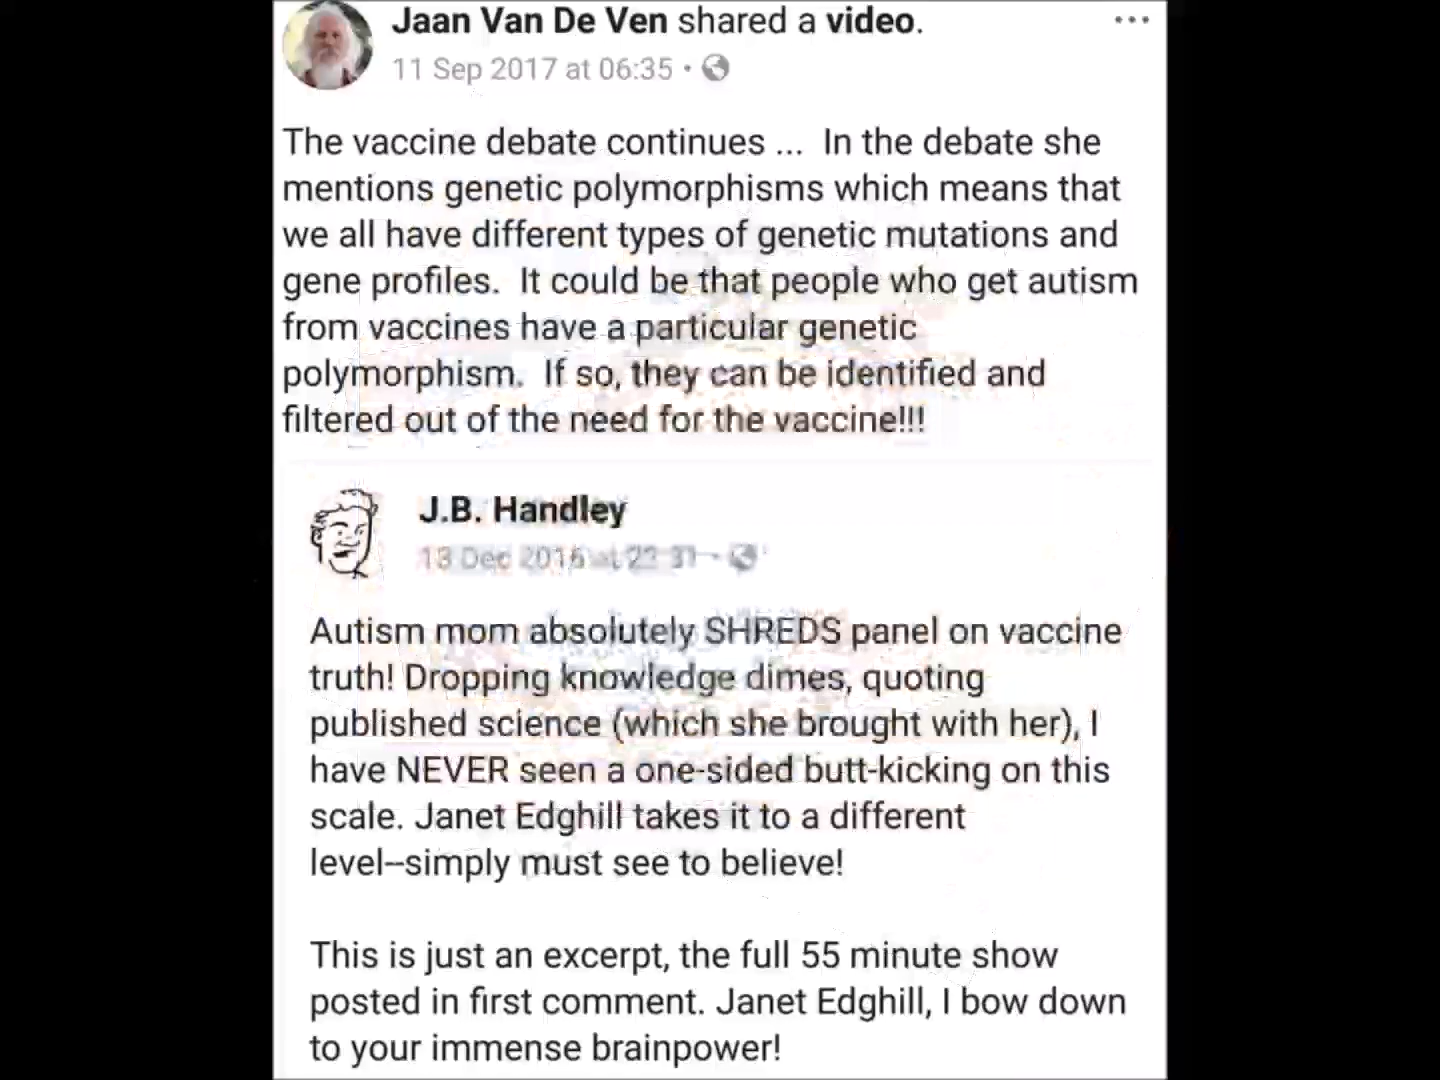 Jaan Van De Ven shared a video.
11 Sep 2017 at 06:35
The vaccine debate continues ... In the debate she
mentions genetic polymorphisms which means that
we all have different types of genetic mutations and
gene profiles. It could be that people who get autism
from vaccines have a particular genetic
polymorphism. If so, they can be identified and
filtered out of the need for the vaccine!!!
J.B. Handley
13 Dec 2016 at
Autism mom absolutely SHREDS panel on vaccine
truth! Dropping knowledge dimes, quoting
published science (which she brought with her), I
have NEVER seen a one-sided butt-kicking on this
scale. Janet Edghill takes it to a different
level--simply must see to believe!
This is just an excerpt, the full 55 minute show
posted in first comment. Janet Edghill, I bow down
to your immense brainpower!